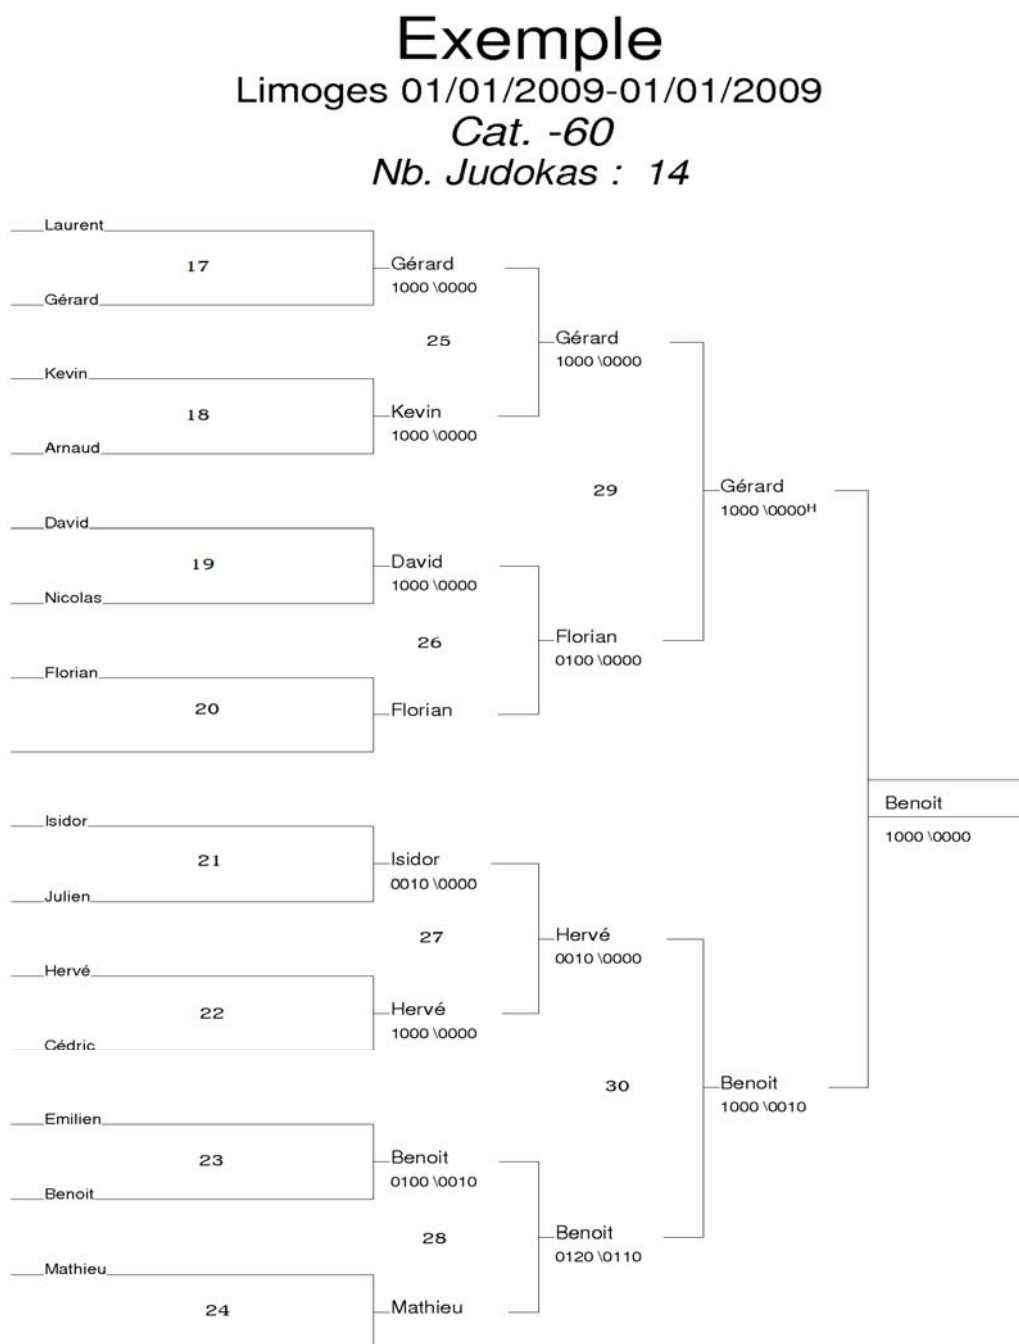 Exemple
Limoges 01/01/2009-01/01/2009
Cat. -60
Nb. Judokas : 14
Laurent
17
Gérard
1000 \0000
Gérard
25
Gérard
1000 \0000
Kevin
18
Kevin
1000 \0000
Arnaud
29
Gérard
1000 \0000H
David
19
David
1000 \0000
Nicolas
26
Florian
0100 \0000
Florian
20
Florian
Benoit
1000 \0000
Isidor
21
Isidor
0010 \0000
Julien
27
Hervé
0010 \0000
Hervé
22
Hervé
1000 \0000
Cédric
30
Benoit
1000 \0010
Emilien
23
Benoit
0100 \0010
Benoit
28
Benoit
0120 \0110
Mathieu
24
Mathieu